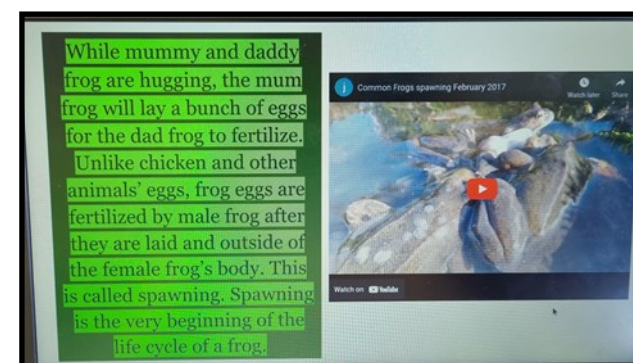 While mummy and daddy
frog are hugging, the mum
frog will lay a bunch of eggs
for the dad frog to fertilize.
Unlike chicken and other
animals' eggs, frog eggs are
fertilized by male frog after
they are laid and outside of
the female frog's body. This
is called spawning. Spawning
is the very beginning of the
life cycle of a frog.
j Common Frogs spawning February 2017
Watch later Share
Watch on YouTube